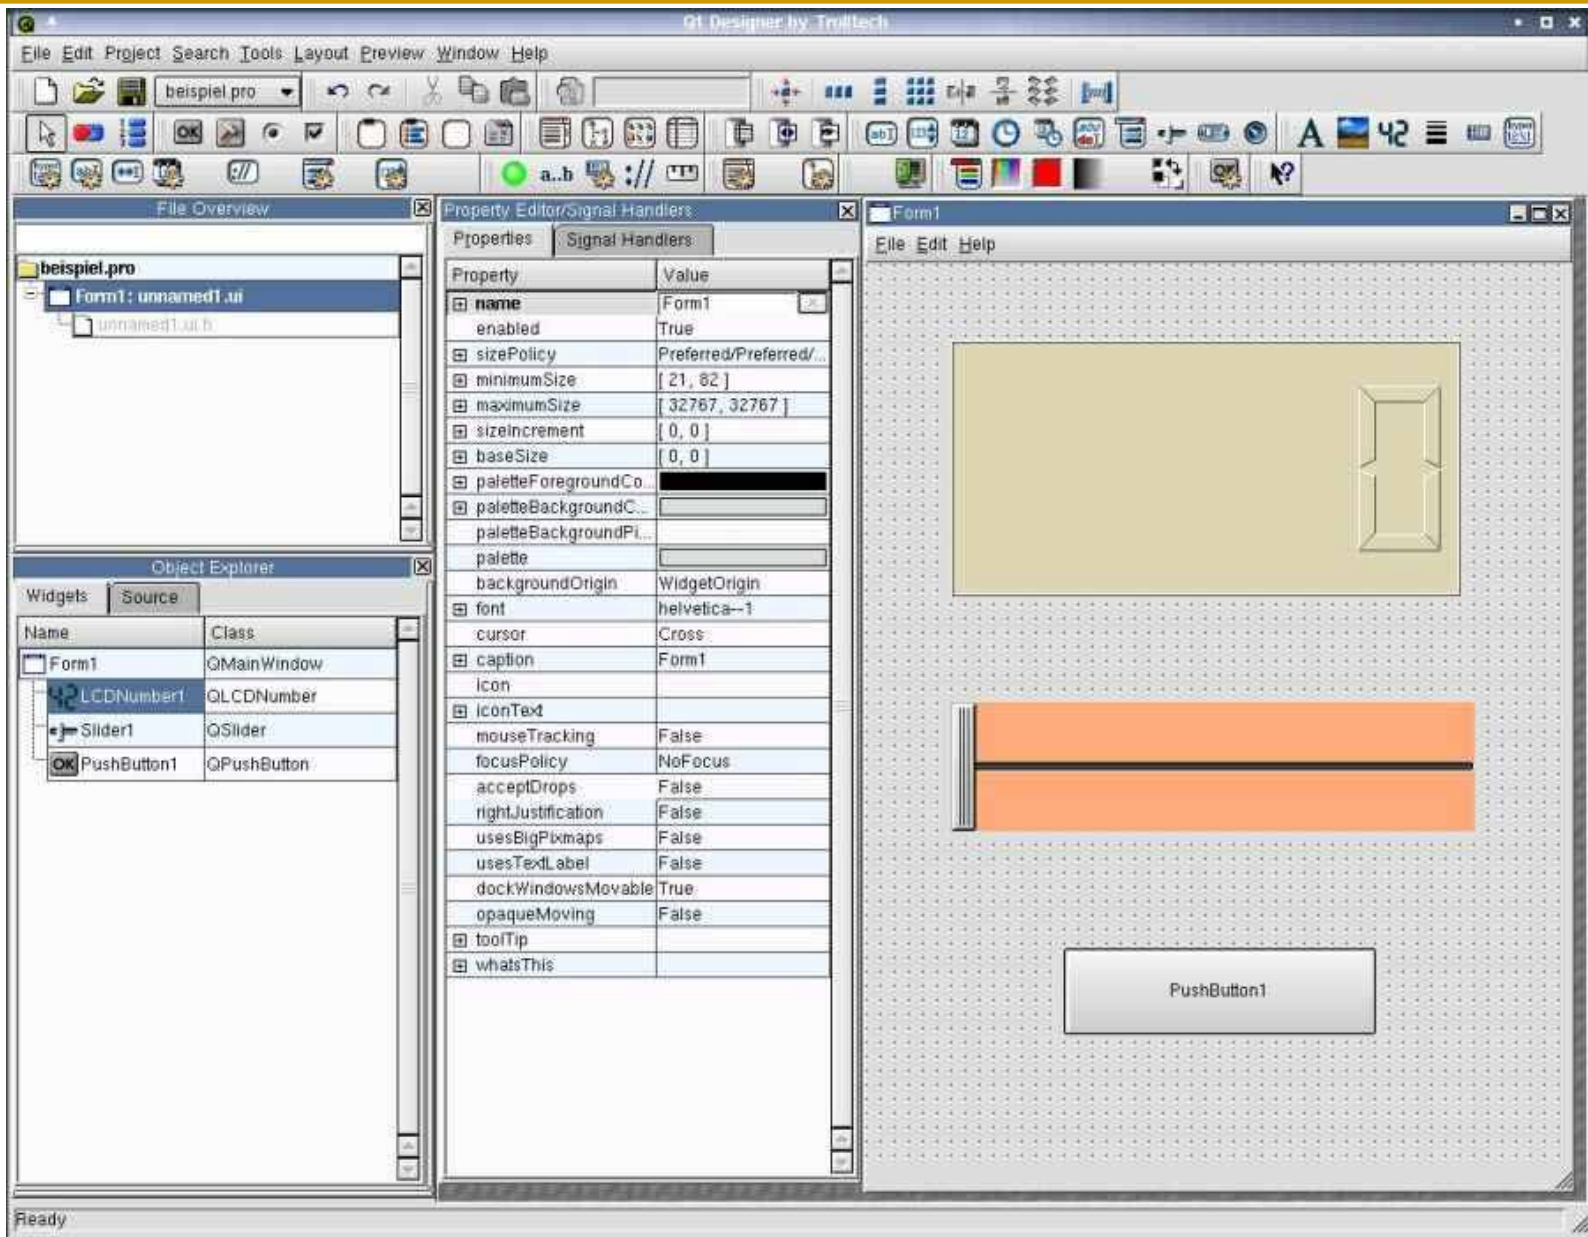 Qt Designer by Trolltech
File Edit Project Search Tools Layout Preview Window Help
beispiel.pro
File Overview
beispiel.pro
Form1: unnamed1.ui
unnamed1.ui.h
Object Explorer
Widgets Source
Name Class
Form1 QMainWindow
LCDNumber1 QLCDNumber
Slider1 QSlider
OK PushButton1 QPushButton
Property Editor/Signal Handlers
Properties Signal Handlers
Property Value
name Form1
enabled True
sizePolicy Preferred/Preferred/...
minimumSize [ 21, 82 ]
maximumSize [ 32767, 32767 ]
sizeIncrement [ 0, 0 ]
baseSize [ 0, 0 ]
paletteForegroundCo...
paletteBackgroundC...
paletteBackgroundPi...
palette
backgroundOrigin WidgetOrigin
font helvetica--1
cursor Cross
caption Form1
icon
iconText
mouseTracking False
focusPolicy NoFocus
acceptDrops False
rightJustification False
usesBigPixmaps False
usesTextLabel False
dockWindowsMovable True
opaqueMoving False
toolTip
whatsThis
Form1
File Edit Help
0
PushButton1
Ready